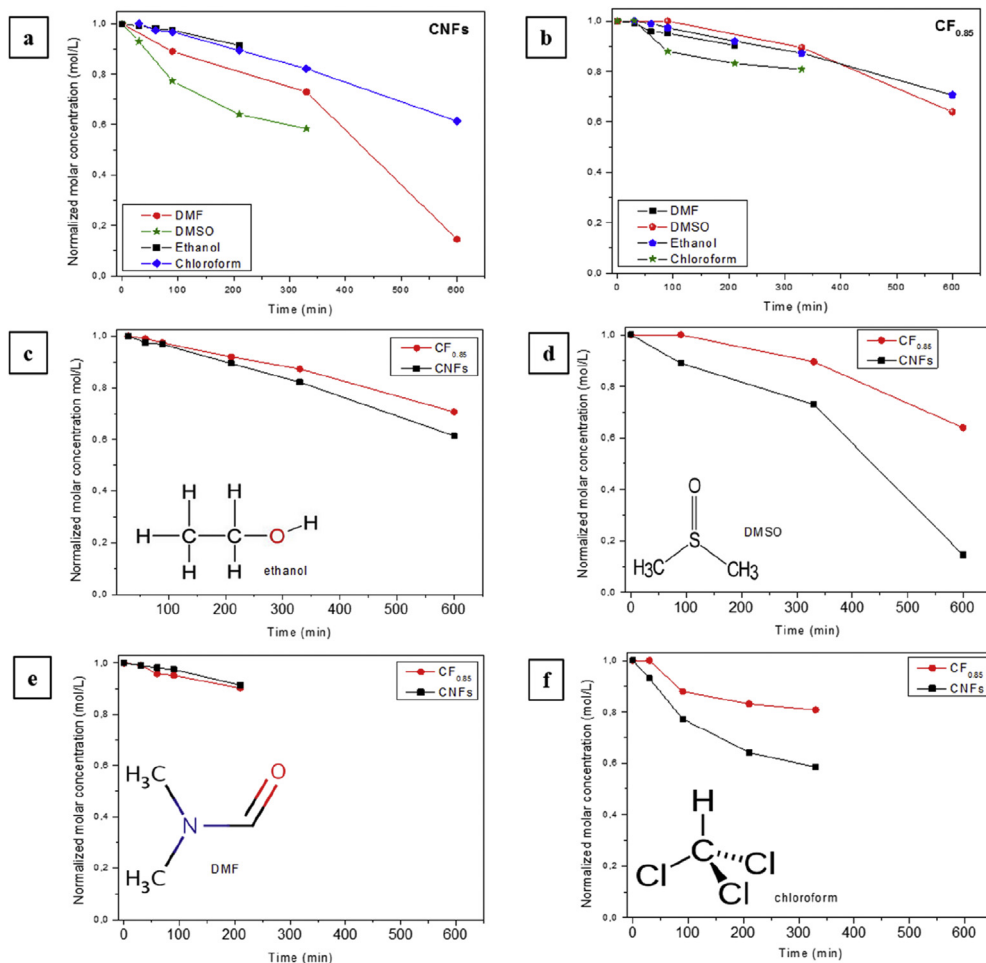 a
CNFs
Normalized molar concentration (mol/L)
1,0
0,8
0,6
0,4
0,2
0,0
DMF
DMSO
Ethanol
Chloroform
0 100 200 300 400 500 600
Time (min)
b
CF0.85
Normalized molar concentration (mol/L)
1,0
0,8
0,6
0,4
0,2
0,0
DMF
DMSO
Ethanol
Chloroform
0 100 200 300 400 500 600
Time (min)
c
Normalized molar concentration mol/L)
1,0
0,8
0,6
0,4
0,2
0,0
CF0.85
CNFs
H H
H C C O H
H H
ethanol
100 200 300 400 500 600
Time (min)
d
Normalized molar concentration (mol/L)
1,0
0,8
0,6
0,4
0,2
0,0
CF0.85
CNFs
O
S
H3C CH3
DMSO
0 100 200 300 400 500 600
Time (min)
e
Normalized molar concentration (mol/L)
1,0
0,8
0,6
0,4
0,2
0,0
CF0.85
CNFs
H3C O
N
H3C
DMF
0 100 200 300 400 500 600
Time (min)
f
Normalized molar concentration (mol/L)
1,0
0,8
0,6
0,4
0,2
0,0
CF0.85
CNFs
H
C
Cl Cl
Cl
chloroform
0 100 200 300 400 500 600
Time (min)